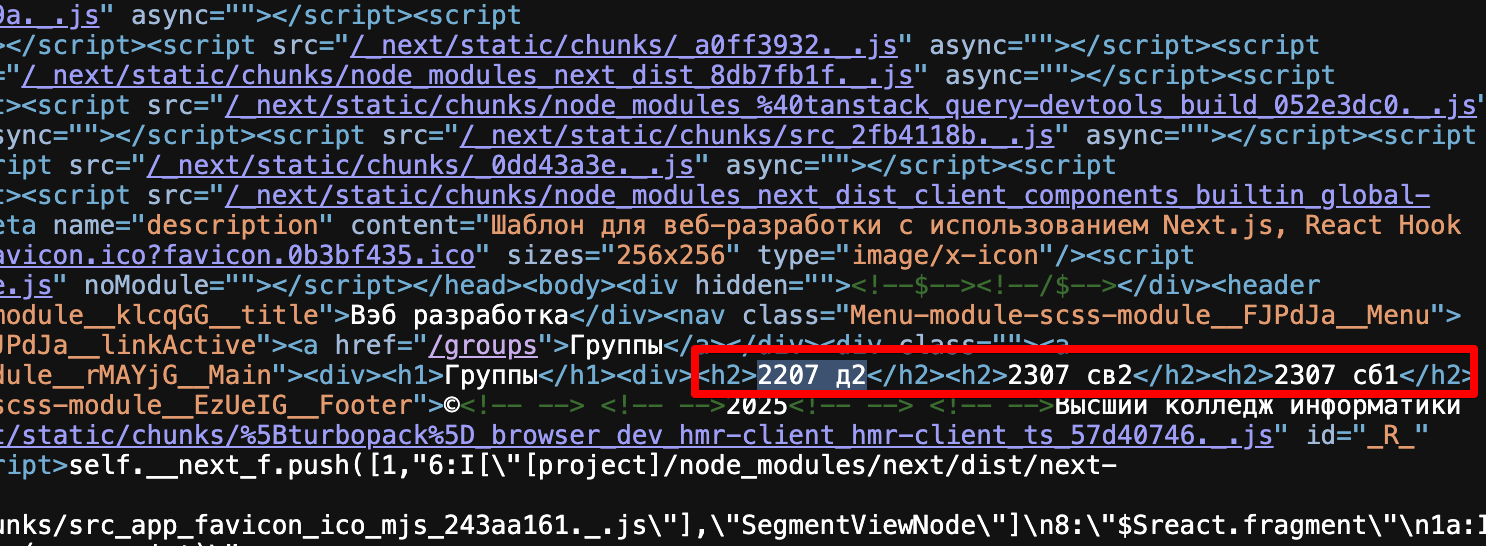 9a._.js" async=""></script><script
></script><script src="/_next/static/chunks/_a0ff3932._.js" async=""></script><script
="/_next/static/chunks/node_modules_next_dist_8db7fb1f._.js" async=""></script><script
t><script src="/_next/static/chunks/node_modules_%40tanstack_query-devtools_build_052e3dc0._.js"
sync=""></script><script src="/_next/static/chunks/src_2fb4118b._.js" async=""></script><script
ript src="/_next/static/chunks/_0dd43a3e._.js" async=""></script><script
t><script src="/_next/static/chunks/node_modules_next_dist_client_components_builtin_global-
eta name="description" content="Шаблон для веб-разработки с использованием Next.js, React Hook
avicon.ico?favicon.0b3bf435.ico" sizes="256x256" type="image/x-icon"/><script
e.js" noModule=""></script></head><body><div hidden=""><!--$--><!--/$--></div><header
module__klcqGG__title">Вэб разработка</div><nav class="Menu-module-scss-module__FJPdJa__Menu">
JPdJa__linkActive"><a href="/groups">Группы</a></div><div class=""><a
dule__rMAYjG__Main"><div><h1>Группы</h1><div><h2>2207 д2</h2><h2>2307 св2</h2><h2>2307 сб1</h2>
scss-module__EzUeIG__Footer">©<!-- --> <!-- -->2025<!-- --> <!-- -->Высший колледж информатики
t/static/chunks/%5Bturbopack%5D_browser_dev_hmr-client_hmr-client_ts_57d40746._.js" id="_R_"
ript>self.__next_f.push([1,"6:I[\"[project]/node_modules/next/dist/next-
unks/src_app_favicon_ico_mjs_243aa161._.js\"],\"SegmentViewNode\"]\n8:\"$Sreact.fragment\"\n1a:I